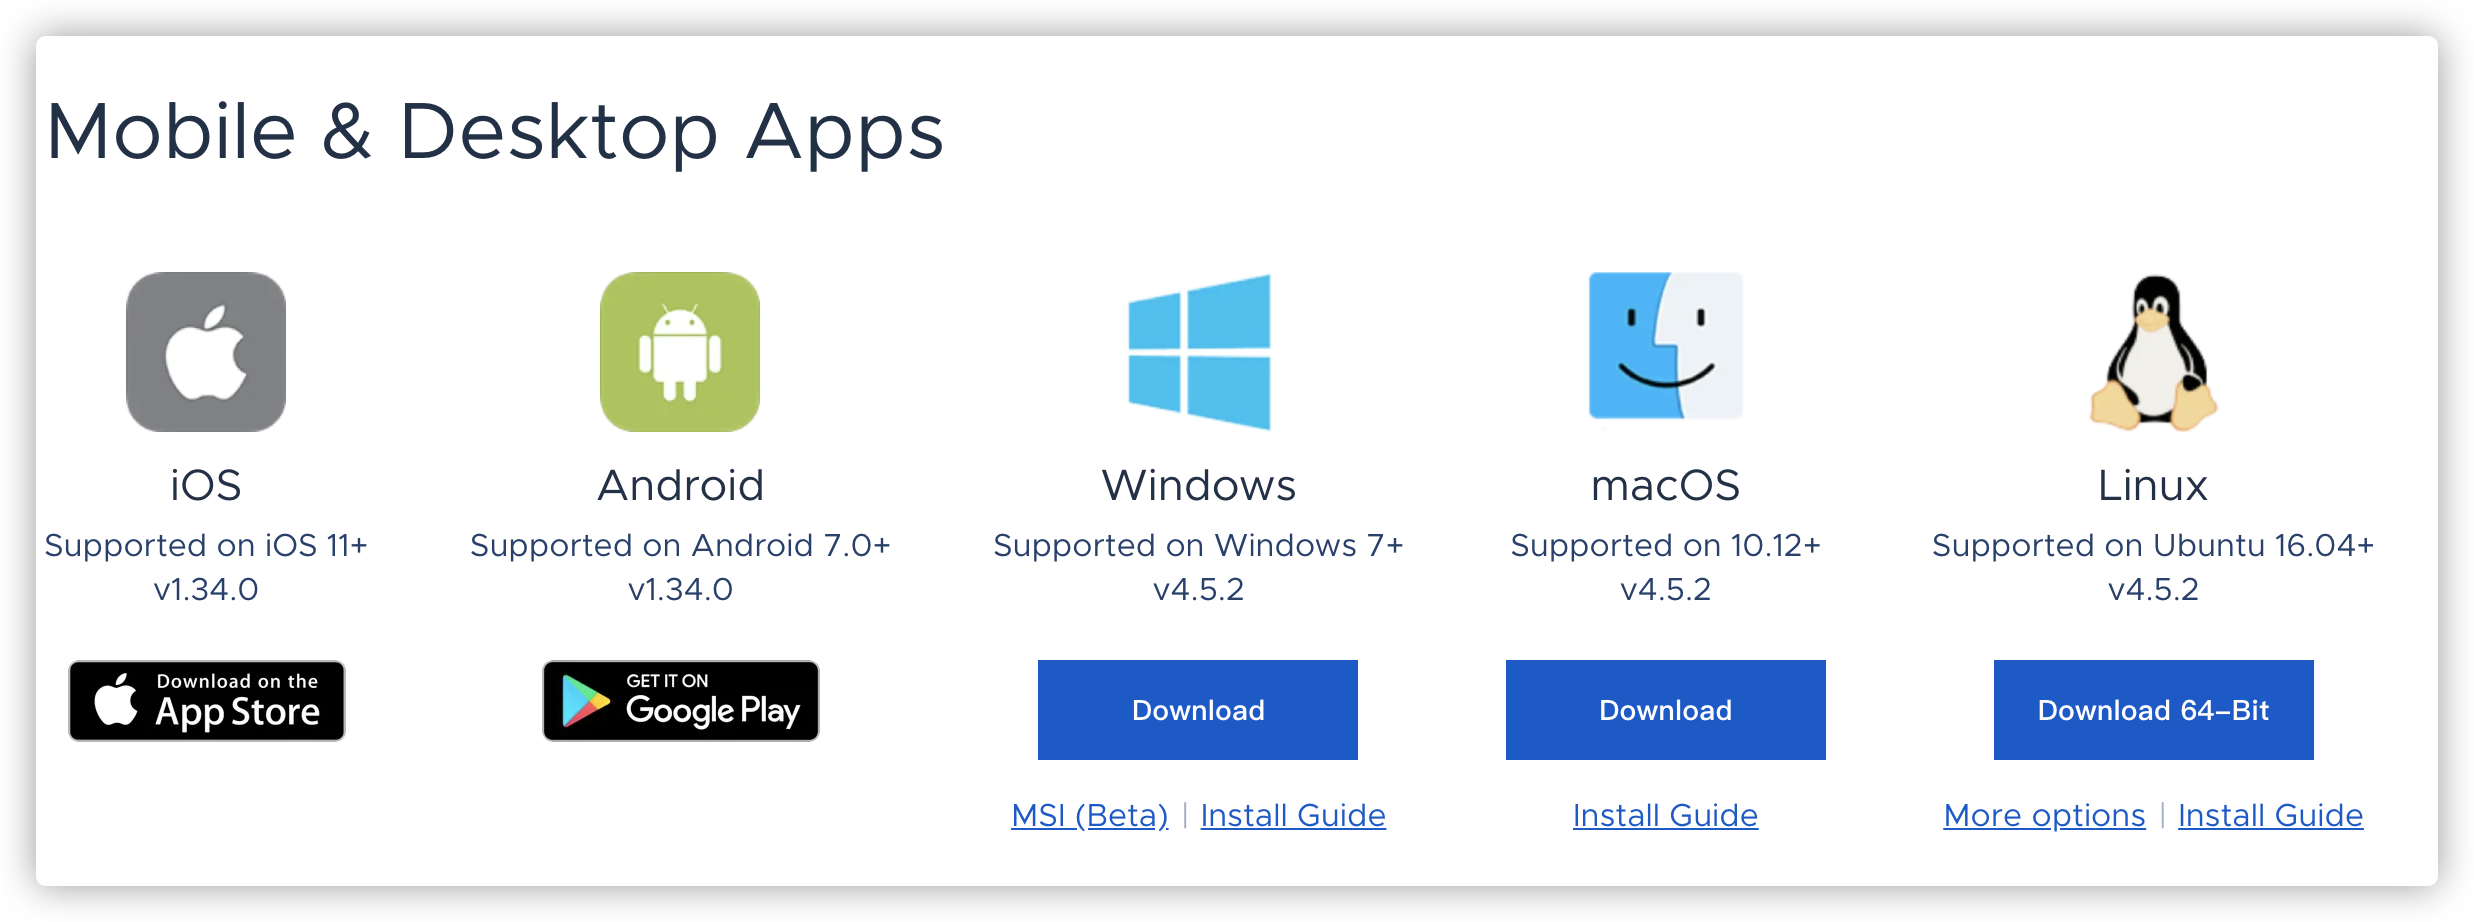 Mobile & Desktop Apps
iOS
Supported on iOS 11+
v1.34.0
Download on the
App Store
Android
Supported on Android 7.0+
v1.34.0
GET IT ON
Google Play
Windows
Supported on Windows 7+
v4.5.2
Download
MSI (Beta) | Install Guide
macOS
Supported on 10.12+
v4.5.2
Download
Install Guide
Linux
Supported on Ubuntu 16.04+
v4.5.2
Download 64-Bit
More options | Install Guide